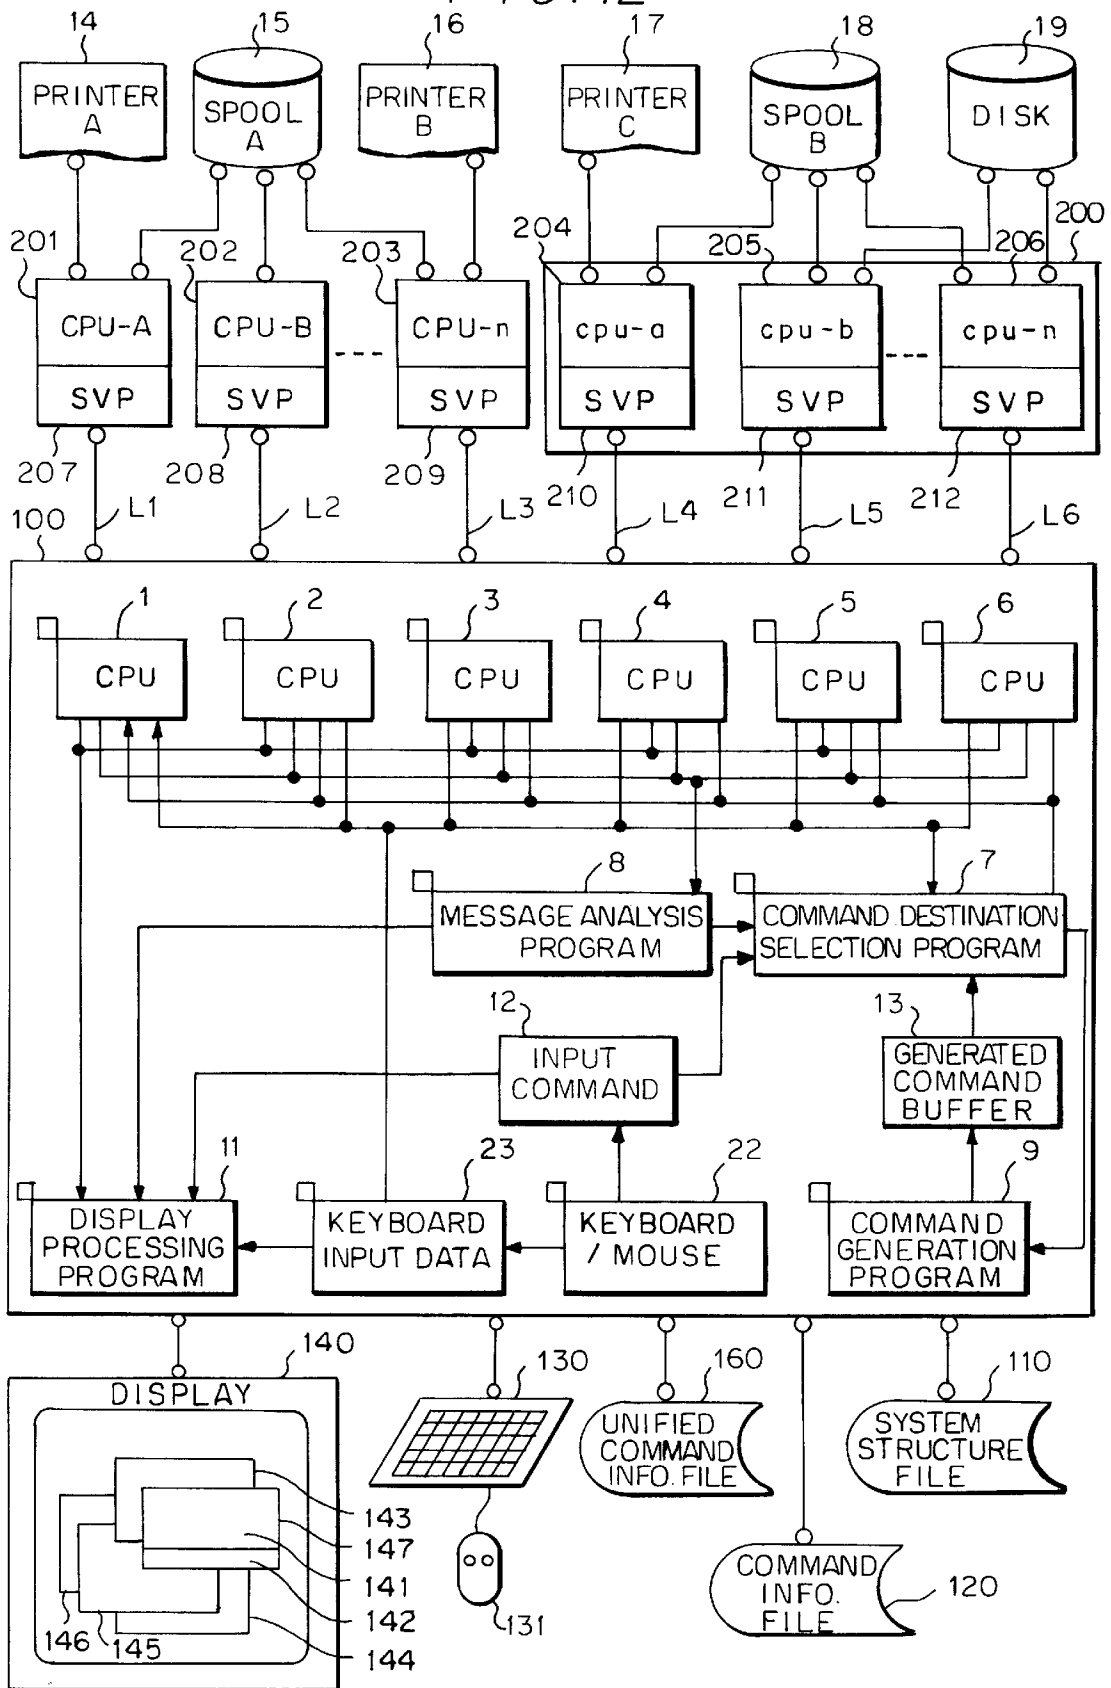 14
15
16
17
18
19
PRINTER
A
SPOOL
A
PRINTER
B
PRINTER
C
SPOOL
B
DISK
200
201
202
203
204
205
206
CPU-A
CPU-B
CPU-n
cpu-a
cpu-b
cpu-n
SVP
SVP
SVP
SVP
SVP
SVP
207
208
209
210
211
212
100
L1
L2
L3
L4
L5
L6
1
2
3
4
5
6
CPU
CPU
CPU
CPU
CPU
CPU
8
7
MESSAGE ANALYSIS
PROGRAM
COMMAND DESTINATION
SELECTION PROGRAM
12
13
INPUT
COMMAND
GENERATED
COMMAND
BUFFER
11
23
22
9
DISPLAY
PROCESSING
PROGRAM
KEYBOARD
INPUT DATA
KEYBOARD
/ MOUSE
COMMAND
GENERATION
PROGRAM
140
130
160
110
DISPLAY
UNIFIED
COMMAND
INFO. FILE
SYSTEM
STRUCTURE
FILE
143
147
141
142
144
146
145
131
COMMAND
INFO.
FILE
120